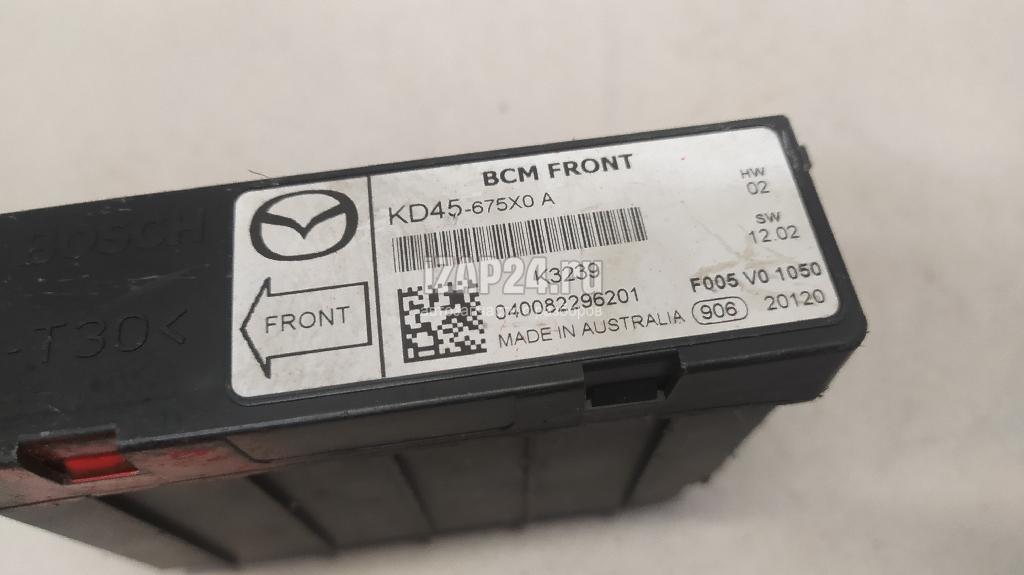 BCM FRONT
HW
02
KD45-675X0 A
SW
12.02
BOSCH
K3239
F005 V0 1050
iZAP24.ru
FRONT
040082296201
906 20120
MADE IN AUSTRALIA
-T30<